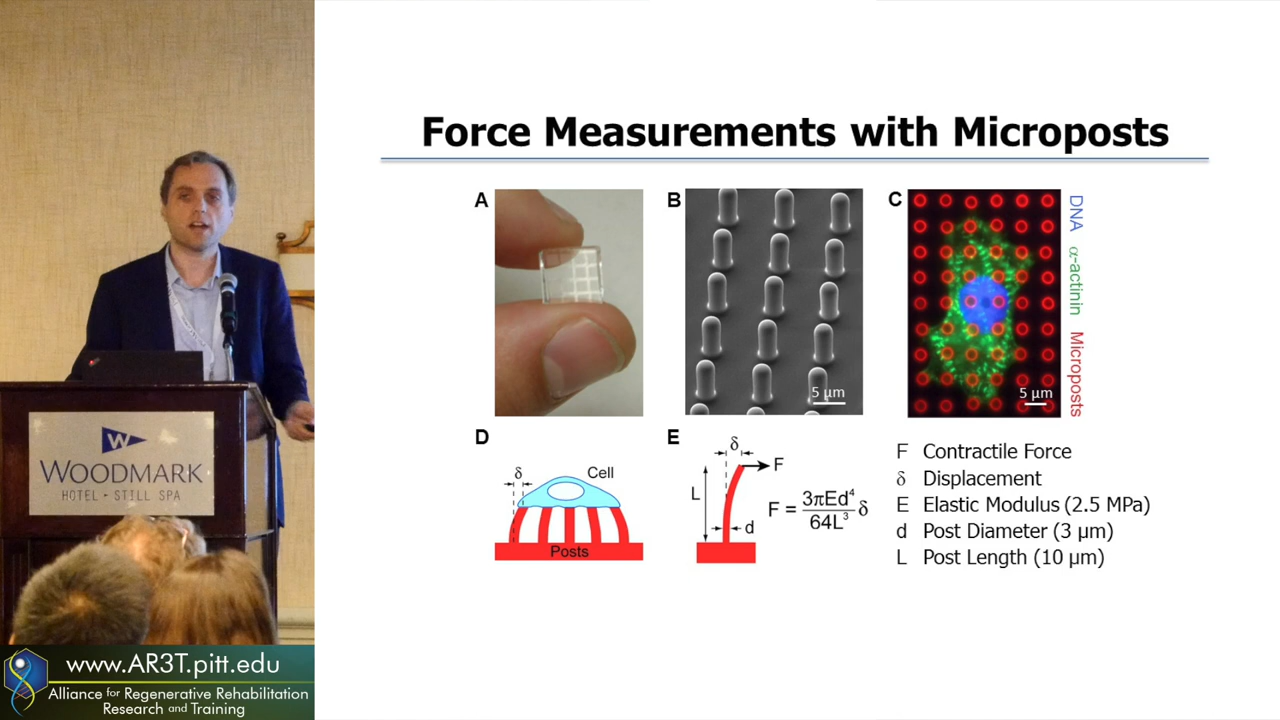 Force Measurements with Microposts
A
B
5 µm
C
5 µm
DNA
α-actinin
Microposts
D
δ
Cell
Posts
E
δ
F
L
d
F = 3πEd⁴/64L³ δ
F Contractile Force
δ Displacement
E Elastic Modulus (2.5 MPa)
d Post Diameter (3 µm)
L Post Length (10 µm)
W
WOODMARK
HOTEL + STILL SPA
www.AR3T.pitt.edu
Alliance for Regenerative Rehabilitation
Research and Training